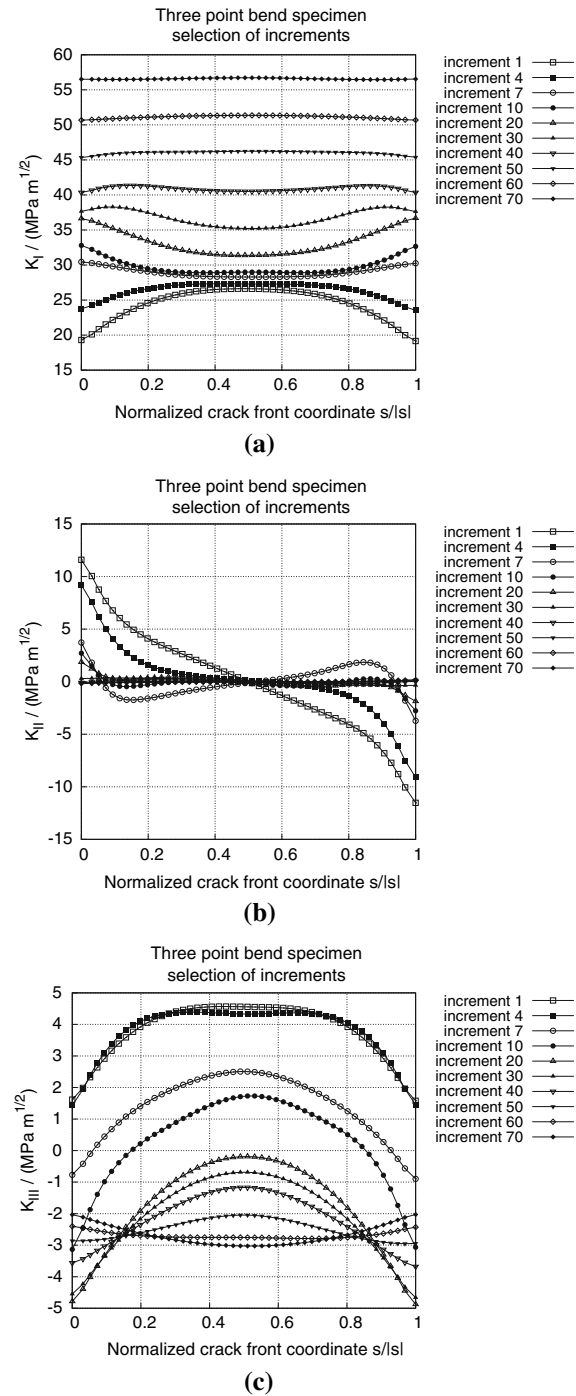 Three point bend specimen
selection of increments
60
55
50
45
40
35
30
25
20
15
K_I / (MPa m^{1/2})
0
0.2
0.4
0.6
0.8
1
Normalized crack front coordinate s/|s|
increment 1
increment 4
increment 7
increment 10
increment 20
increment 30
increment 40
increment 50
increment 60
increment 70
(a)
Three point bend specimen
selection of increments
15
10
5
0
-5
-10
-15
K_{II} / (MPa m^{1/2})
0
0.2
0.4
0.6
0.8
1
Normalized crack front coordinate s/|s|
increment 1
increment 4
increment 7
increment 10
increment 20
increment 30
increment 40
increment 50
increment 60
increment 70
(b)
Three point bend specimen
selection of increments
5
4
3
2
1
0
-1
-2
-3
-4
-5
K_{III} / (MPa m^{1/2})
0
0.2
0.4
0.6
0.8
1
Normalized crack front coordinate s/|s|
increment 1
increment 4
increment 7
increment 10
increment 20
increment 30
increment 40
increment 50
increment 60
increment 70
(c)